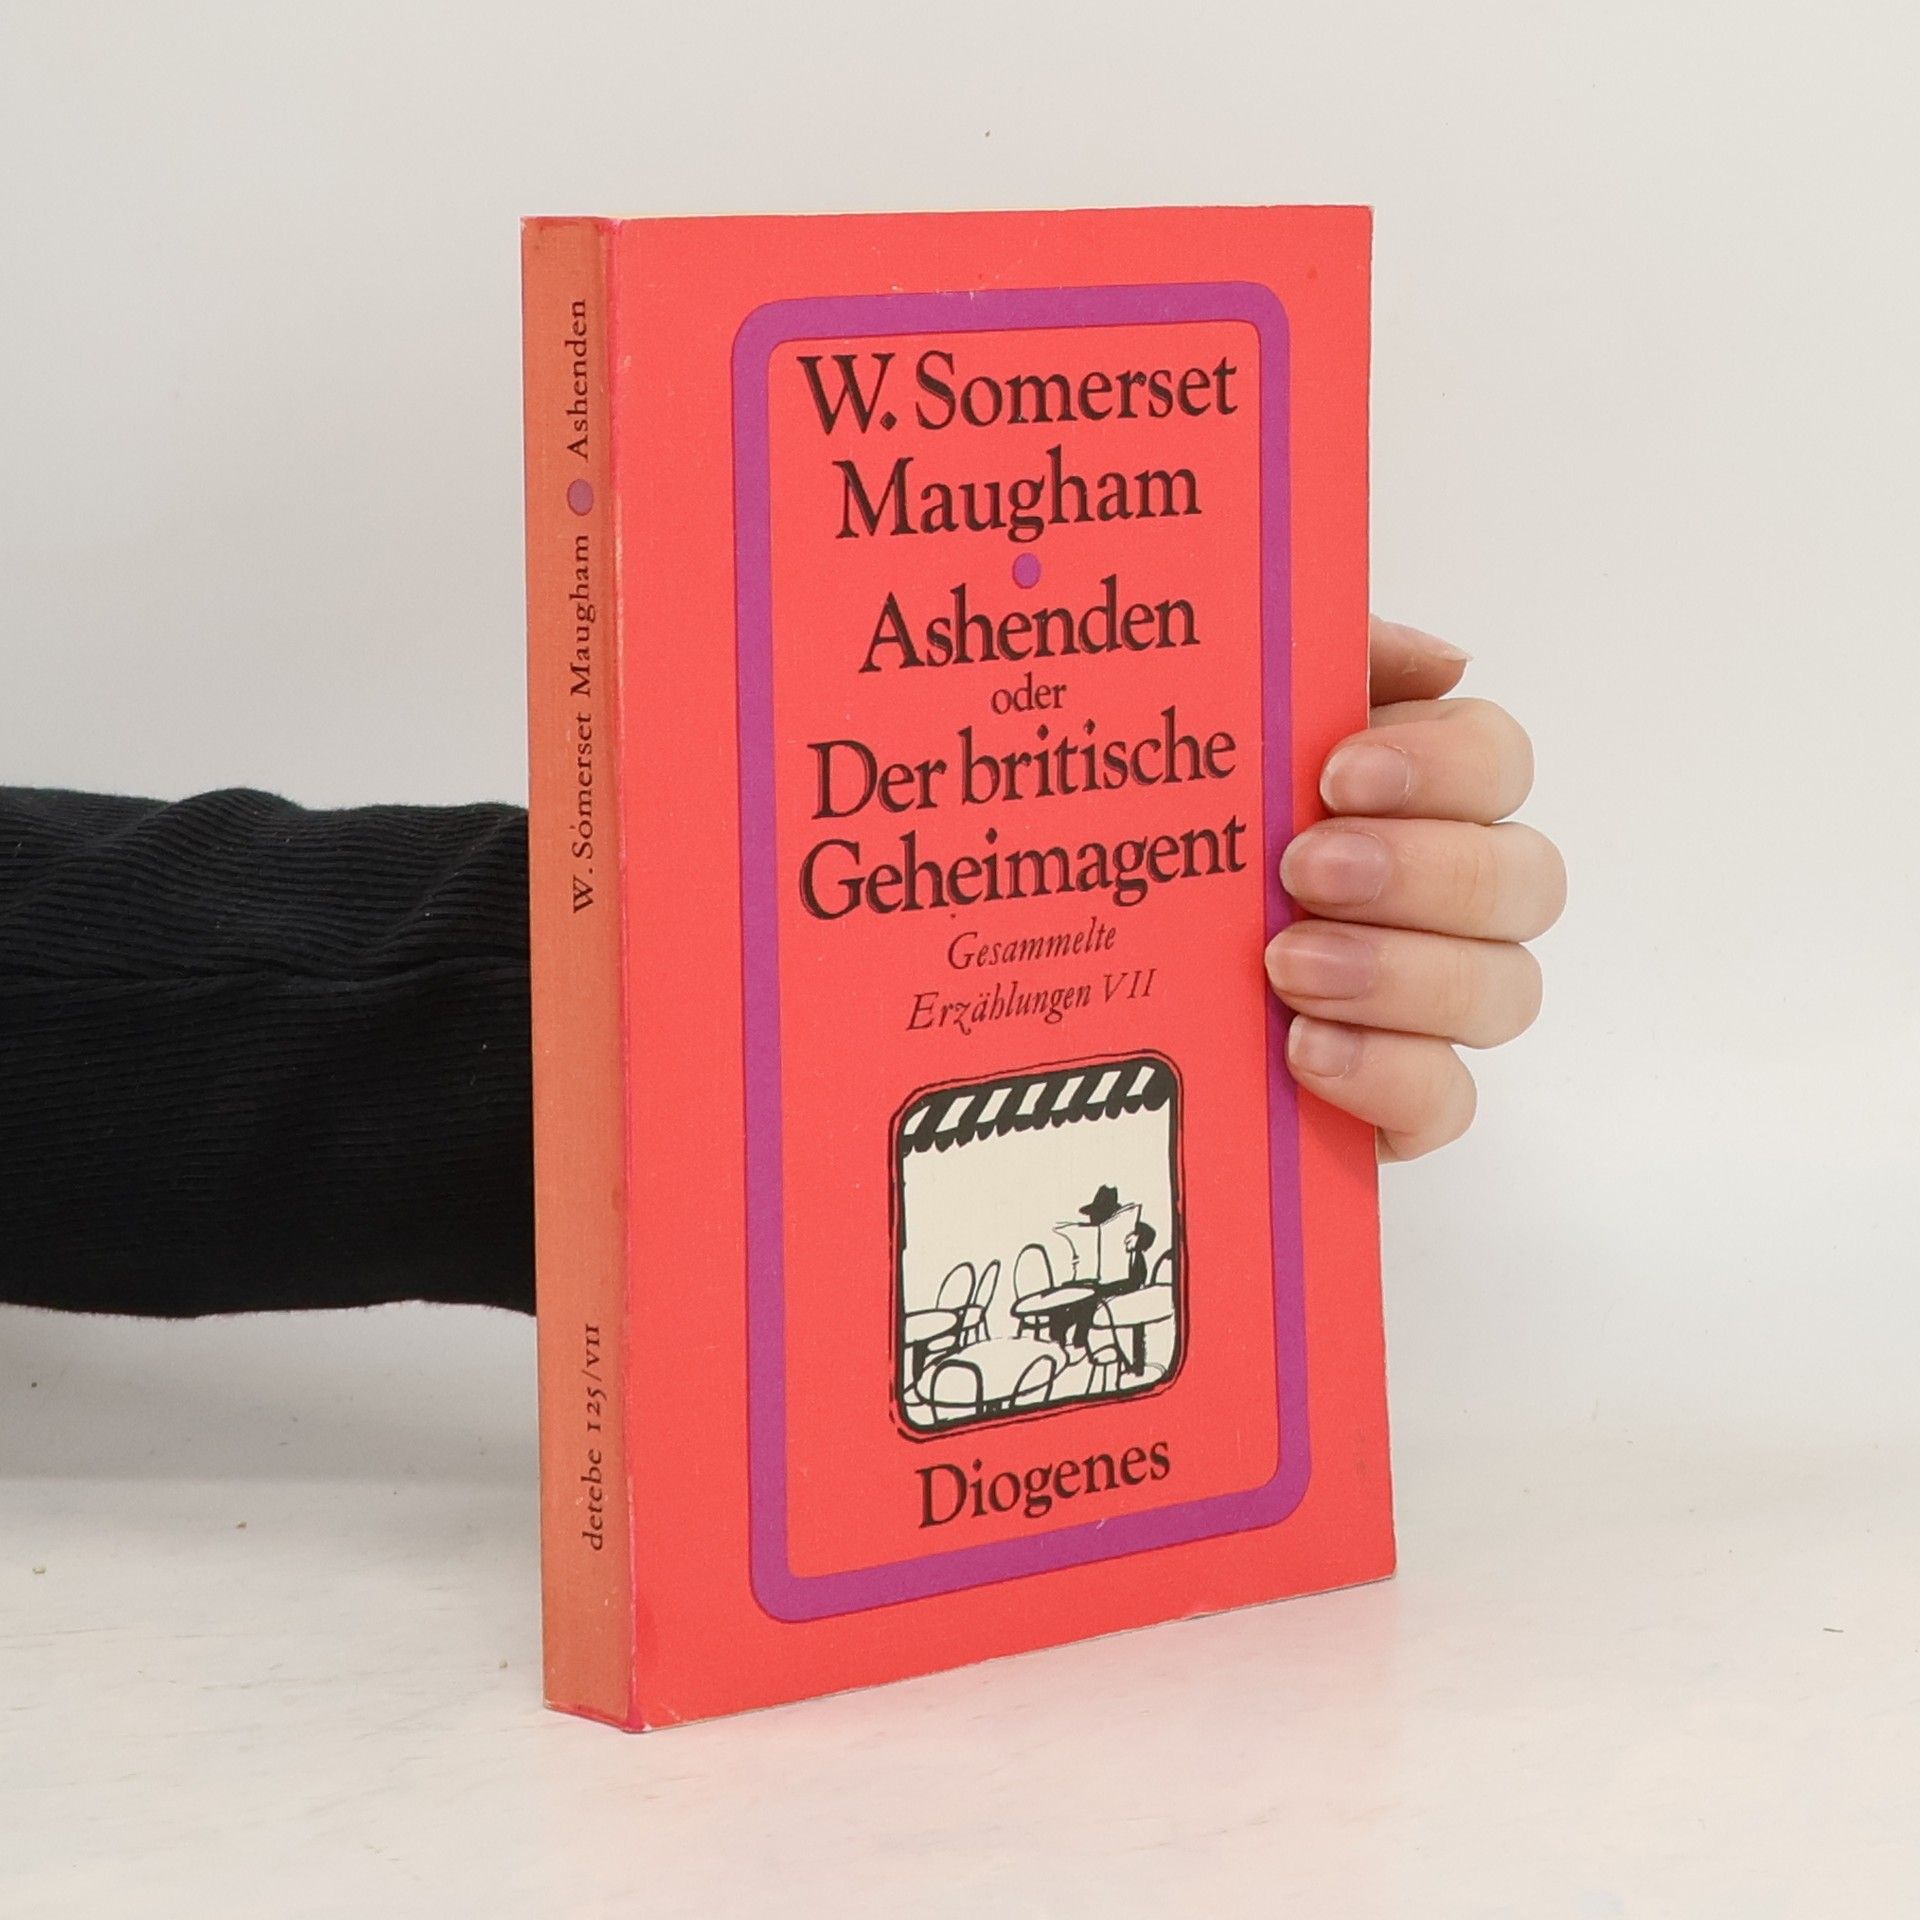 W. Somerset
Maugham
Ashenden
oder
Der britische
Geheimagent
Gesammelte
Erzählungen VII
Diogenes
W. Somerset Maugham Ashenden
detebe 125/VII